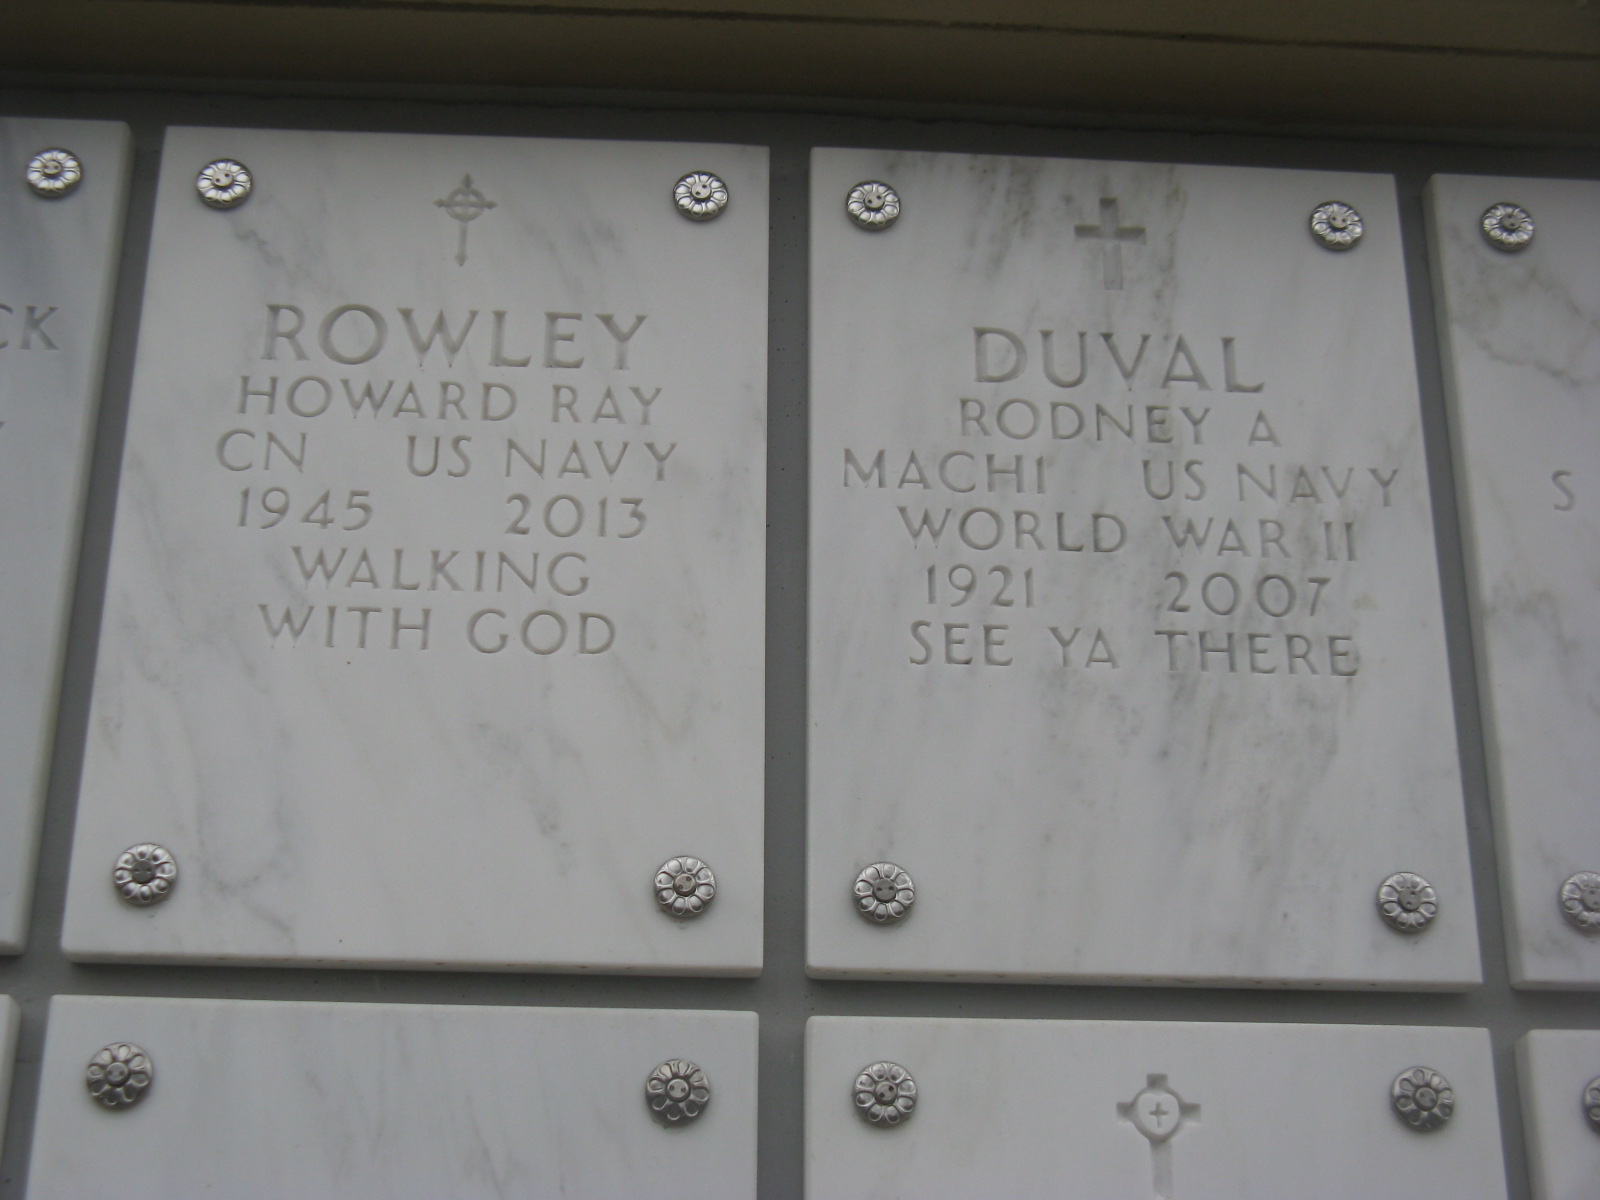 CK
ROWLEY
HOWARD RAY
CN US NAVY
1945 2013
WALKING
WITH GOD
DUVAL
RODNEY A
MACH1 US NAVY
WORLD WAR II
1921 2007
SEE YA THERE
S